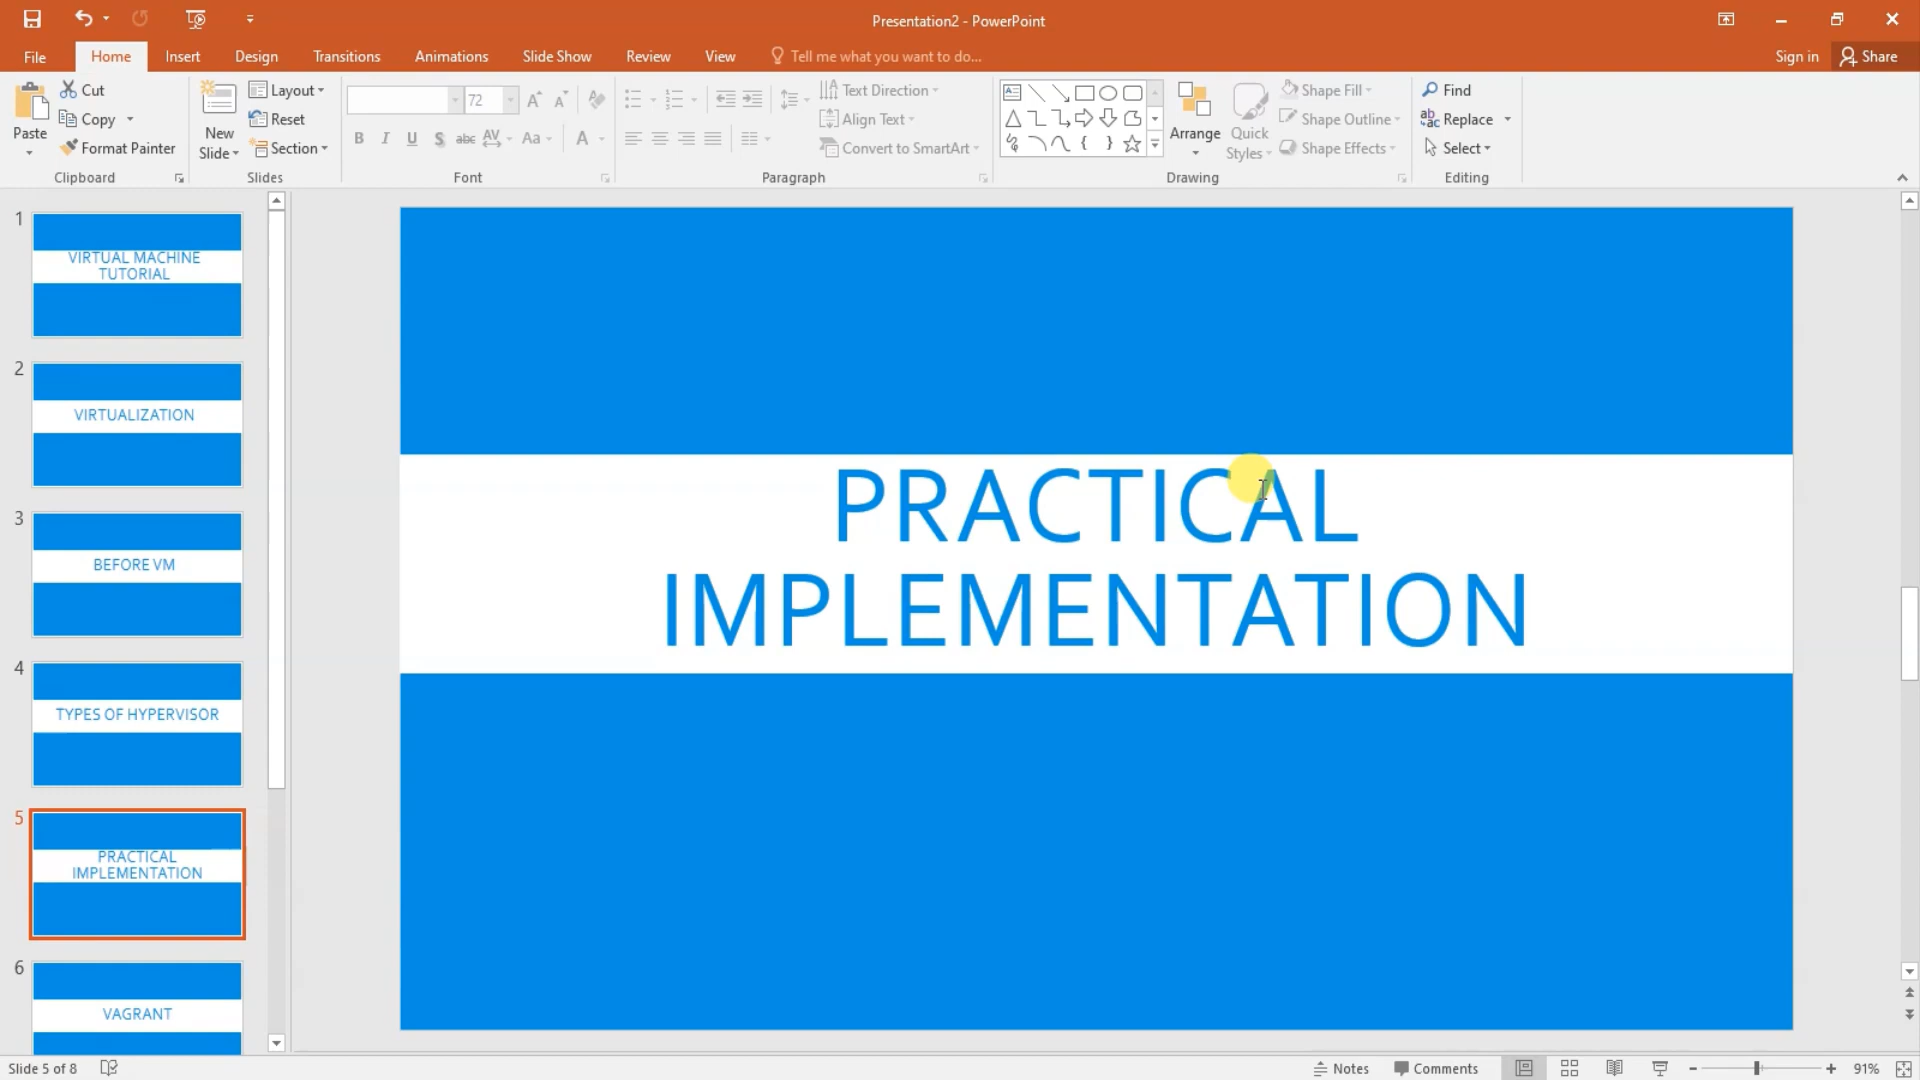 Presentation2 - PowerPoint
File Home Insert Design Transitions Animations Slide Show Review View Tell me what you want to do... Sign in Share
Paste
Cut
Copy
Format Painter
Clipboard
New
Slide
Layout
Reset
Section
Slides
72
B I U S abc AV Aa A
Font
Text Direction
Align Text
Convert to SmartArt
Paragraph
Arrange
Quick
Styles
Shape Fill
Shape Outline
Shape Effects
Drawing
Find
Replace
Select
Editing
1
VIRTUAL MACHINE
TUTORIAL
2
VIRTUALIZATION
3
BEFORE VM
4
TYPES OF HYPERVISOR
5
PRACTICAL
IMPLEMENTATION
6
VAGRANT
PRACTICAL
IMPLEMENTATION
Slide 5 of 8 Notes Comments 91%